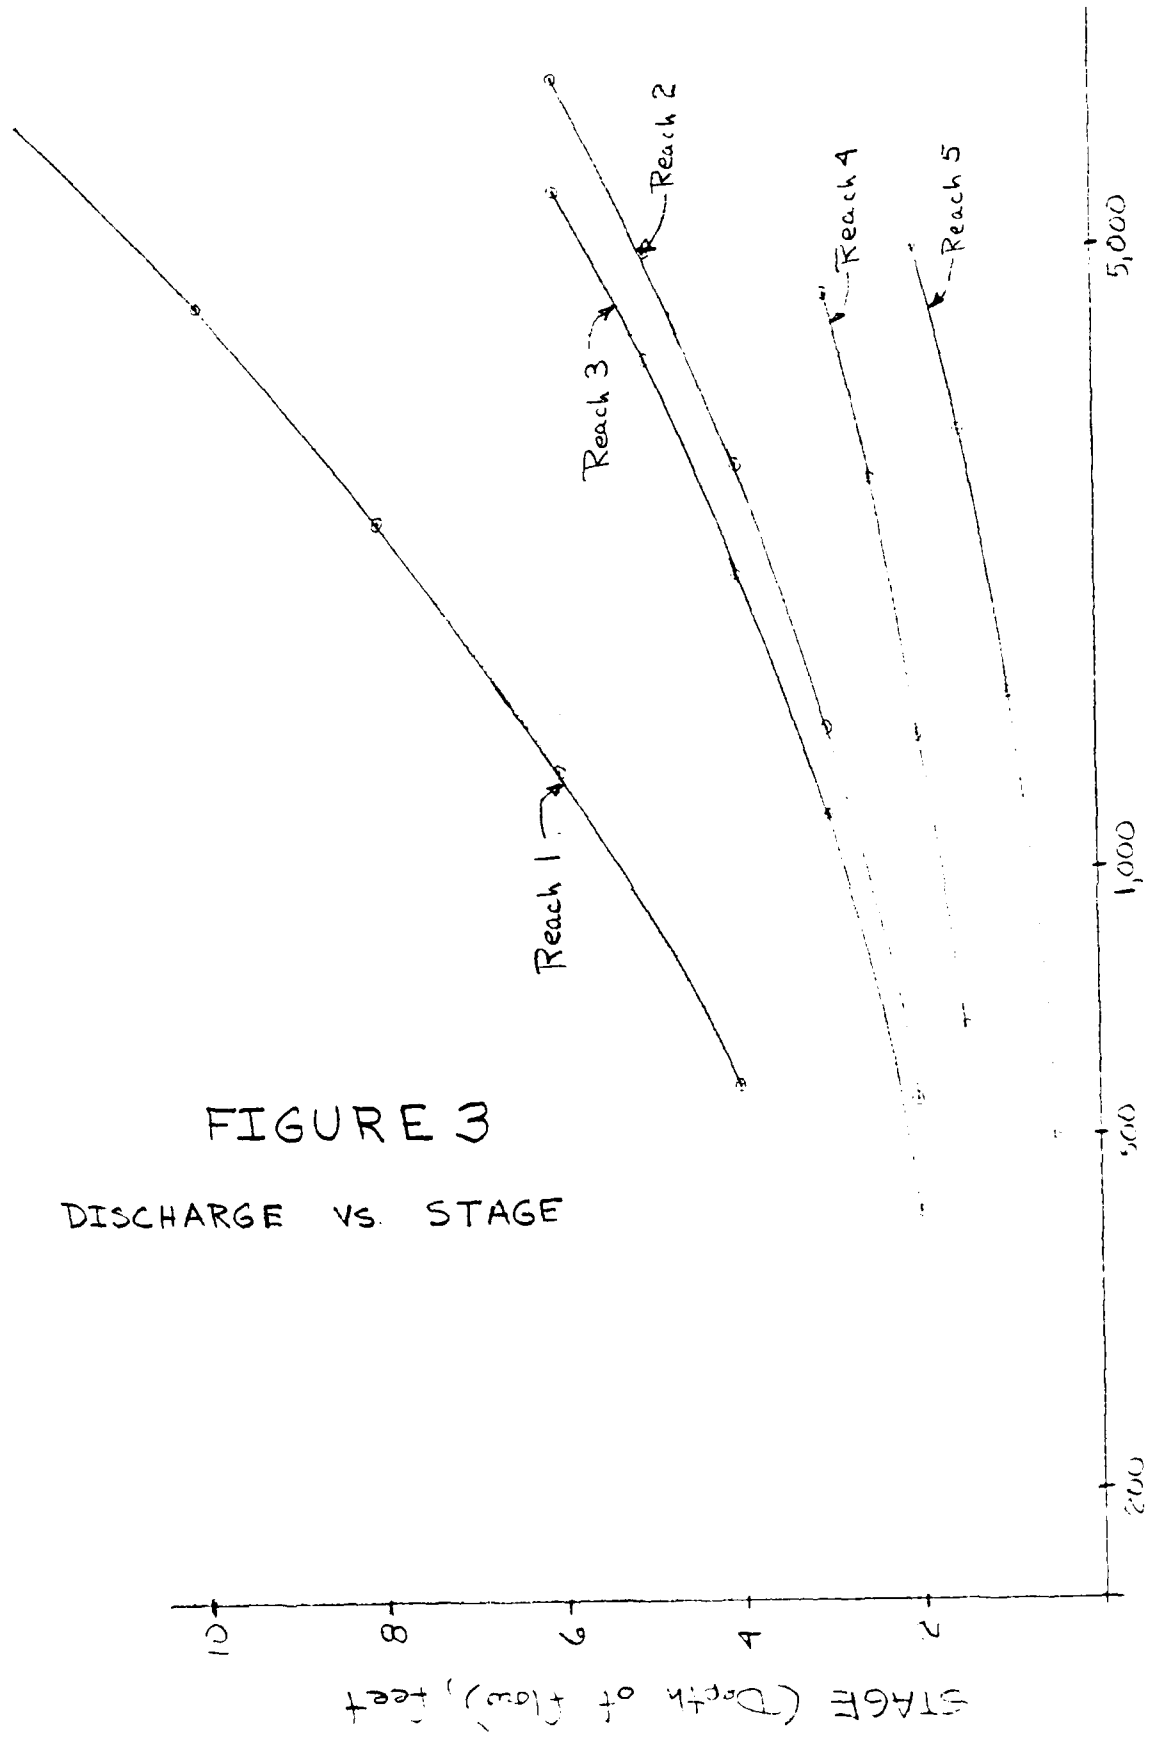 FIGURE 3
DISCHARGE VS. STAGE
Reach 1
Reach 3
Reach 2
Reach 4
Reach 5
10
8
6
4
2
STAGE (Depth of flow), feet
200
500
1,000
5,000